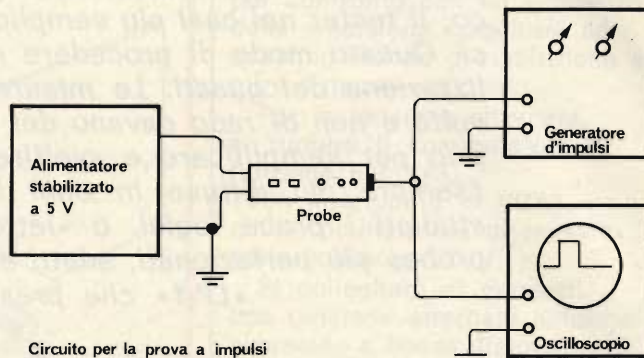 Alimentatore
stabilizzato
a 5 V
Probe
Generatore
d'impulsi
Oscilloscopio
Circuito per la prova a impulsi